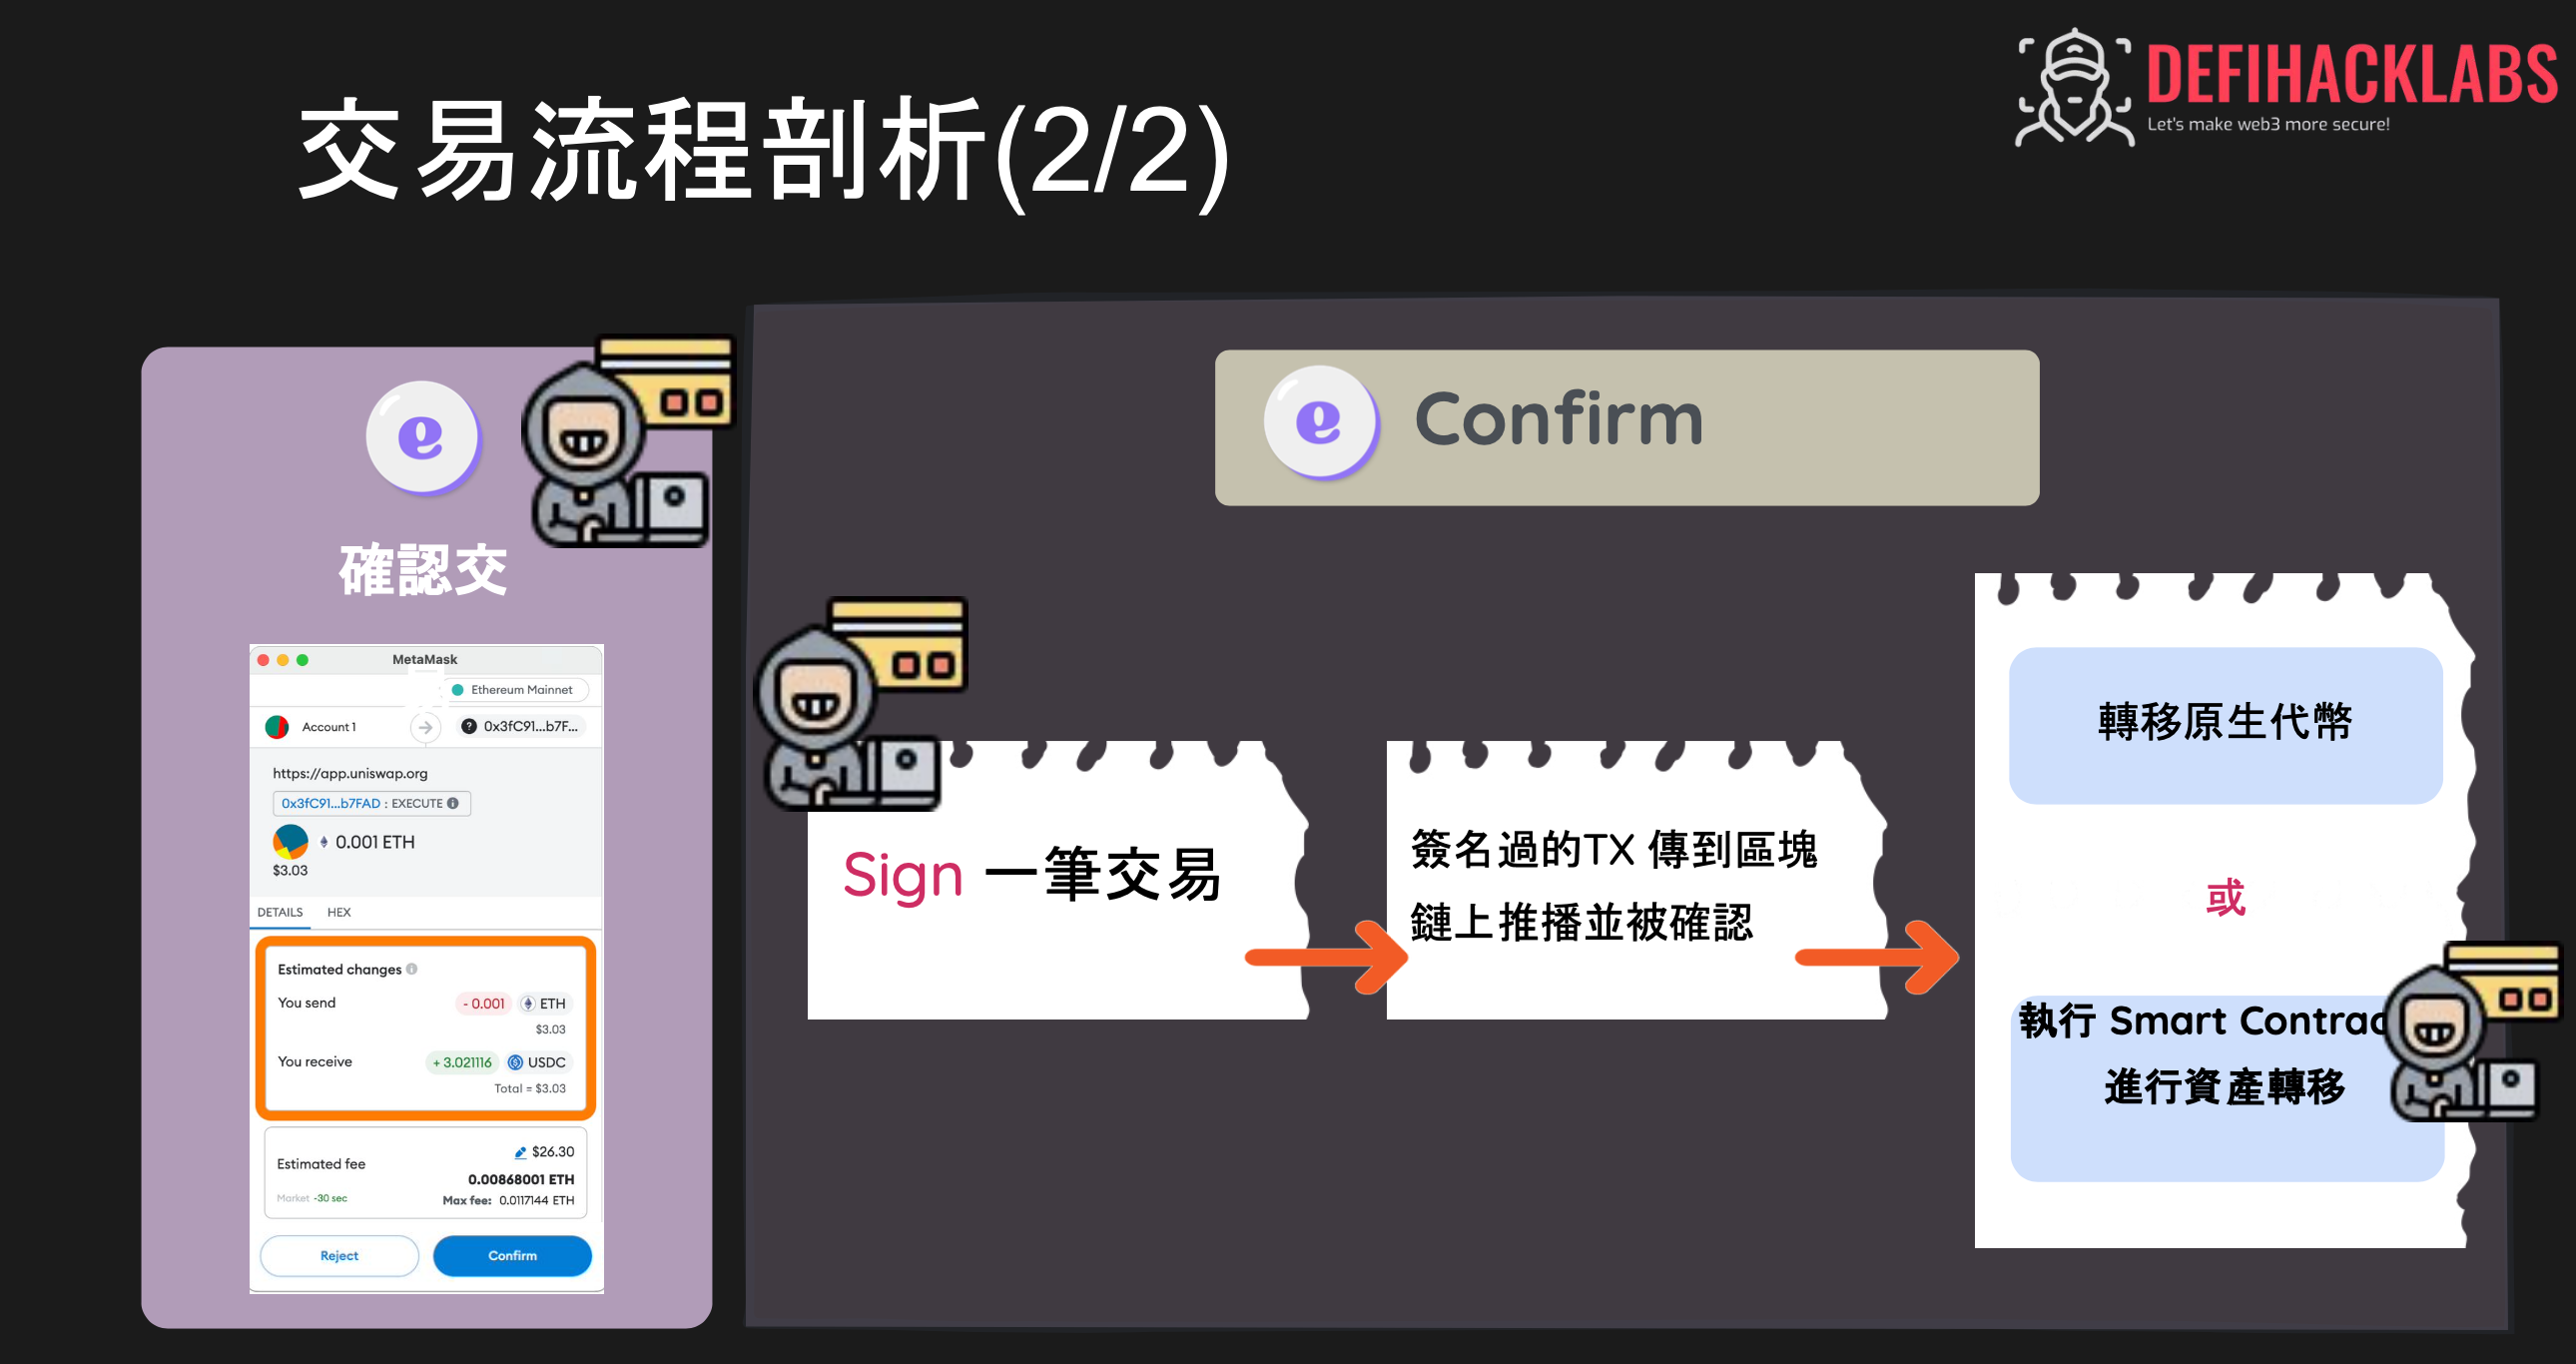 交易流程剖析(2/2)
DEFIHACKLABS
Let's make web3 more secure!
e
確認交
MetaMask
Ethereum Mainnet
Account 1
0x3fC91...b7F...
https://app.uniswap.org
0x3fC91...b7FAD : EXECUTE
0.001 ETH
$3.03
DETAILS HEX
Estimated changes
You send - 0.001 ETH
$3.03
You receive + 3.021116 USDC
Total = $3.03
$26.30
Estimated fee
0.00868001 ETH
Market ~30 sec Max fee: 0.0117144 ETH
Reject Confirm
e Confirm
Sign 一筆交易
簽名過的TX 傳到區塊
鏈上推播並被確認
轉移原生代幣
或
執行 Smart Contrac
進行資產轉移